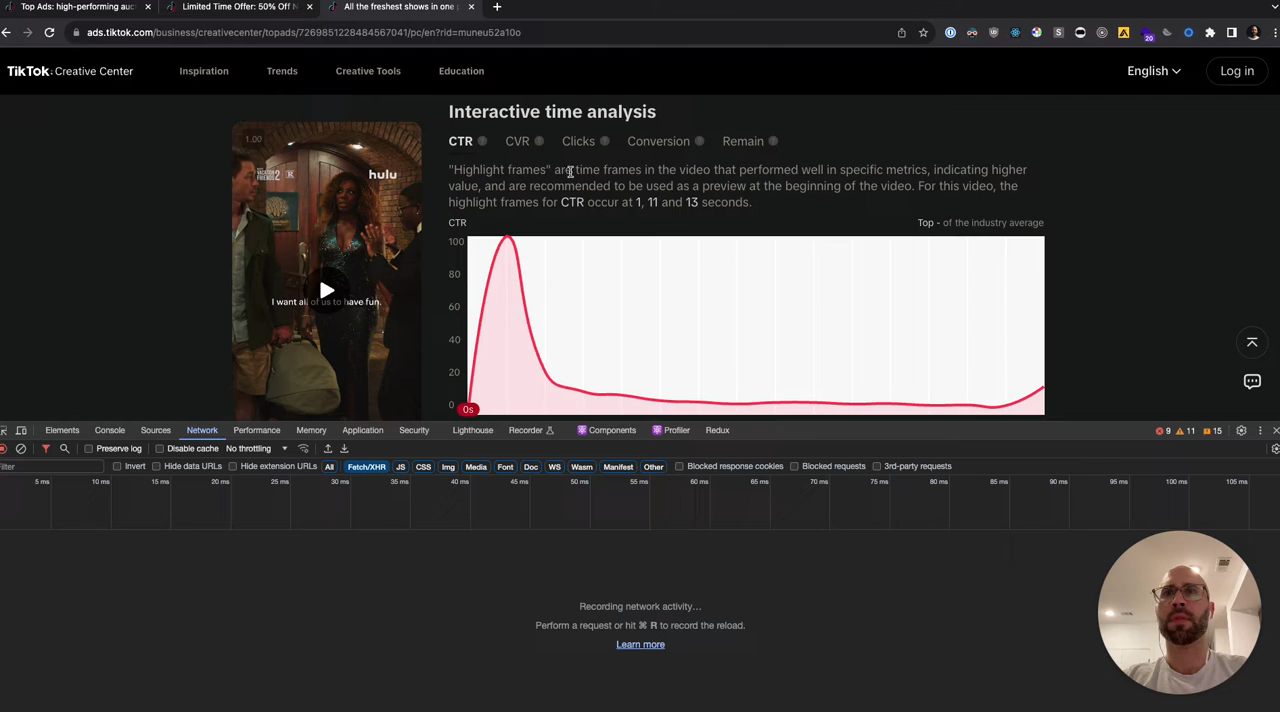 Top Ads: high-performing auc
Limited Time Offer: 50% Off N
All the freshest shows in one p
ads.tiktok.com/business/creativecenter/topads/7269851228484567041/pc/en?rid=muneu52a10o
20
TikTok: Creative Center
Inspiration
Trends
Creative Tools
Education
English
Log in
1.00
VACATION FRIENDS 2
R
hulu
I want all of us to have fun.
Interactive time analysis
CTR
CVR
Clicks
Conversion
Remain
"Highlight frames" are time frames in the video that performed well in specific metrics, indicating higher
value, and are recommended to be used as a preview at the beginning of the video. For this video, the
highlight frames for CTR occur at 1, 11 and 13 seconds.
CTR
Top - of the industry average
100
80
60
40
20
0
0s
Elements
Console
Sources
Network
Performance
Memory
Application
Security
Lighthouse
Recorder
Components
Profiler
Redux
9
11
15
Preserve log
Disable cache
No throttling
Filter
Invert
Hide data URLs
Hide extension URLs
All
Fetch/XHR
JS
CSS
Img
Media
Font
Doc
WS
Wasm
Manifest
Other
Blocked response cookies
Blocked requests
3rd-party requests
5 ms
10 ms
15 ms
20 ms
25 ms
30 ms
35 ms
40 ms
45 ms
50 ms
55 ms
60 ms
65 ms
70 ms
75 ms
80 ms
85 ms
90 ms
95 ms
100 ms
105 ms
Recording network activity…
Perform a request or hit ⌘ R to record the reload.
Learn more